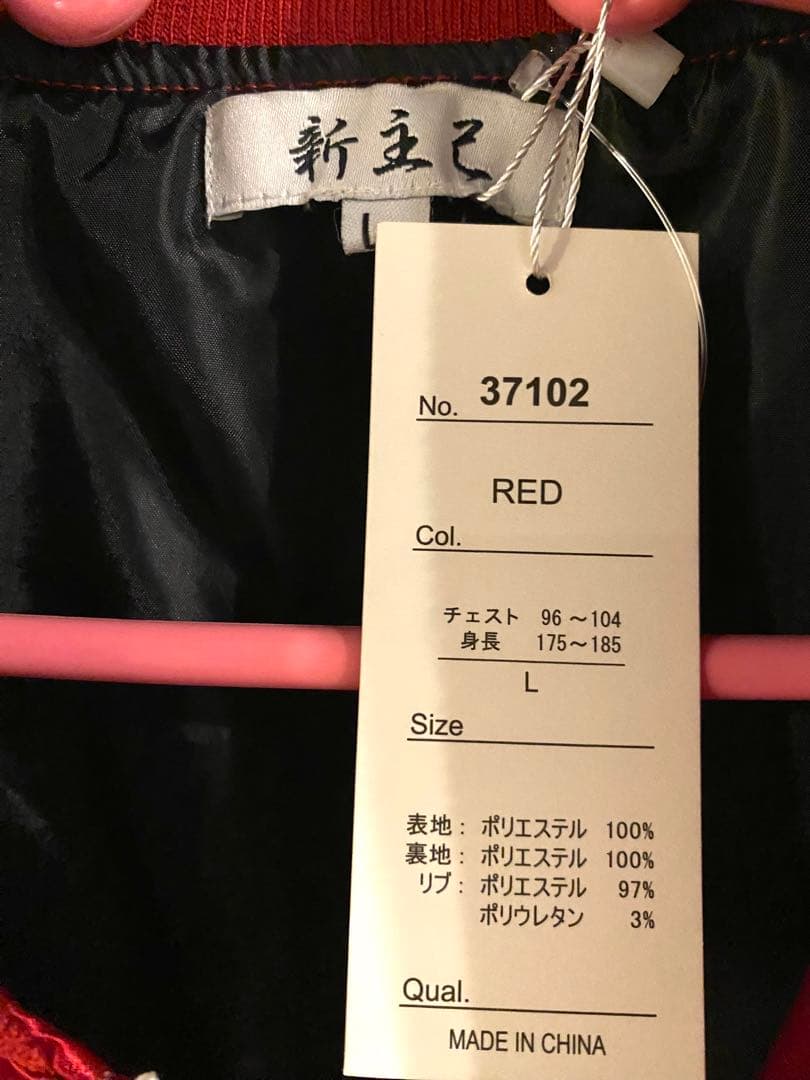 新主己
L
No. 37102
RED
Col.
チェスト 96～104
身長 175～185
L
Size
表地： ポリエステル 100%
裏地： ポリエステル 100%
リブ： ポリエステル 97%
ポリウレタン 3%
Qual.
MADE IN CHINA